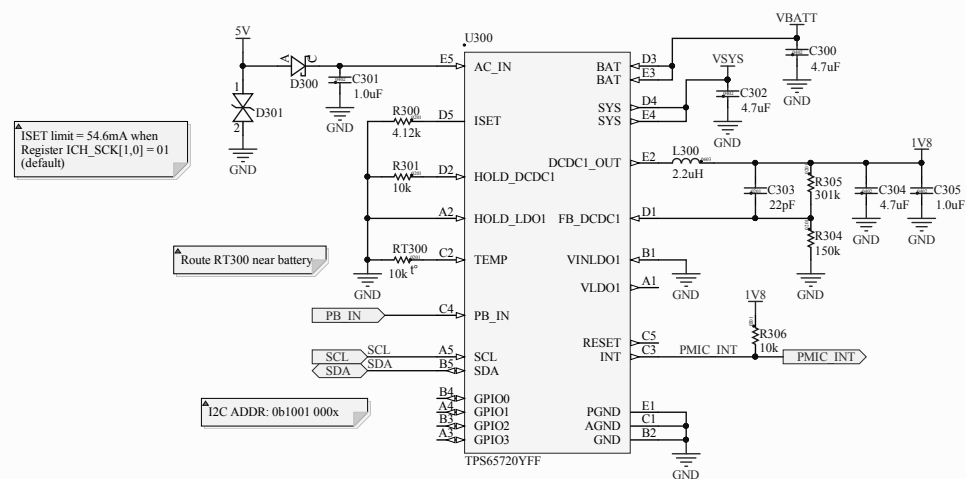 5V
VBATT
U300
VSYS
A C
D300
C301
1.0uF
GND
1
2
D301
GND
E5 AC_IN
BAT D3
BAT E3
C300
4.7uF
GND
SYS D4
SYS E4
C302
4.7uF
GND
R300
4.12k
D5 ISET
ISET limit = 54.6mA when
Register ICH_SCK[1,0] = 01
(default)
R301
10k
D2 HOLD_DCDC1
DCDC1_OUT E2
L300
2.2uH
1V8
C303
22pF
R305
301k
C304
4.7uF
GND
C305
1.0uF
GND
A2 HOLD_LDO1
FB_DCDC1 D1
R304
150k
GND
Route RT300 near battery
RT300
10k t°
GND
C2 TEMP
VINLDO1 B1
GND
VLDO1 A1
PB_IN
C4 PB_IN
1V8
R306
10k
RESET C5
SCL SCL A5 SCL
INT C3 PMIC_INT PMIC_INT
SDA SDA B5 SDA
I2C ADDR: 0b1001 000x
B4 GPIO0
A4 GPIO1
B3 GPIO2
A3 GPIO3
PGND E1
AGND C1
GND B2
GND
TPS65720YFF